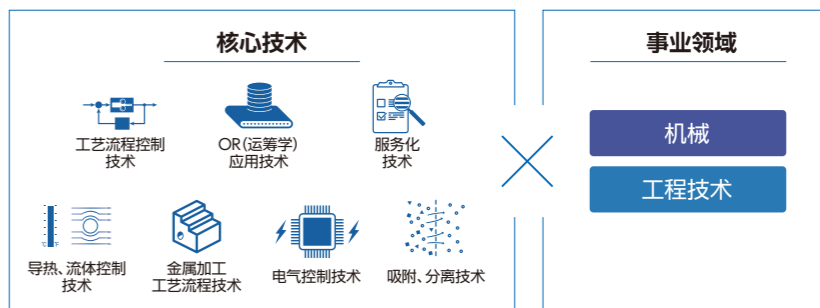 核心技术
工艺流程控制
技术
OR(运筹学)
应用技术
服务化
技术
℃ ℉
导热、流体控制
技术
金属加工
工艺流程技术
电气控制技术
吸附、分离技术
事业领域
机械
工程技术